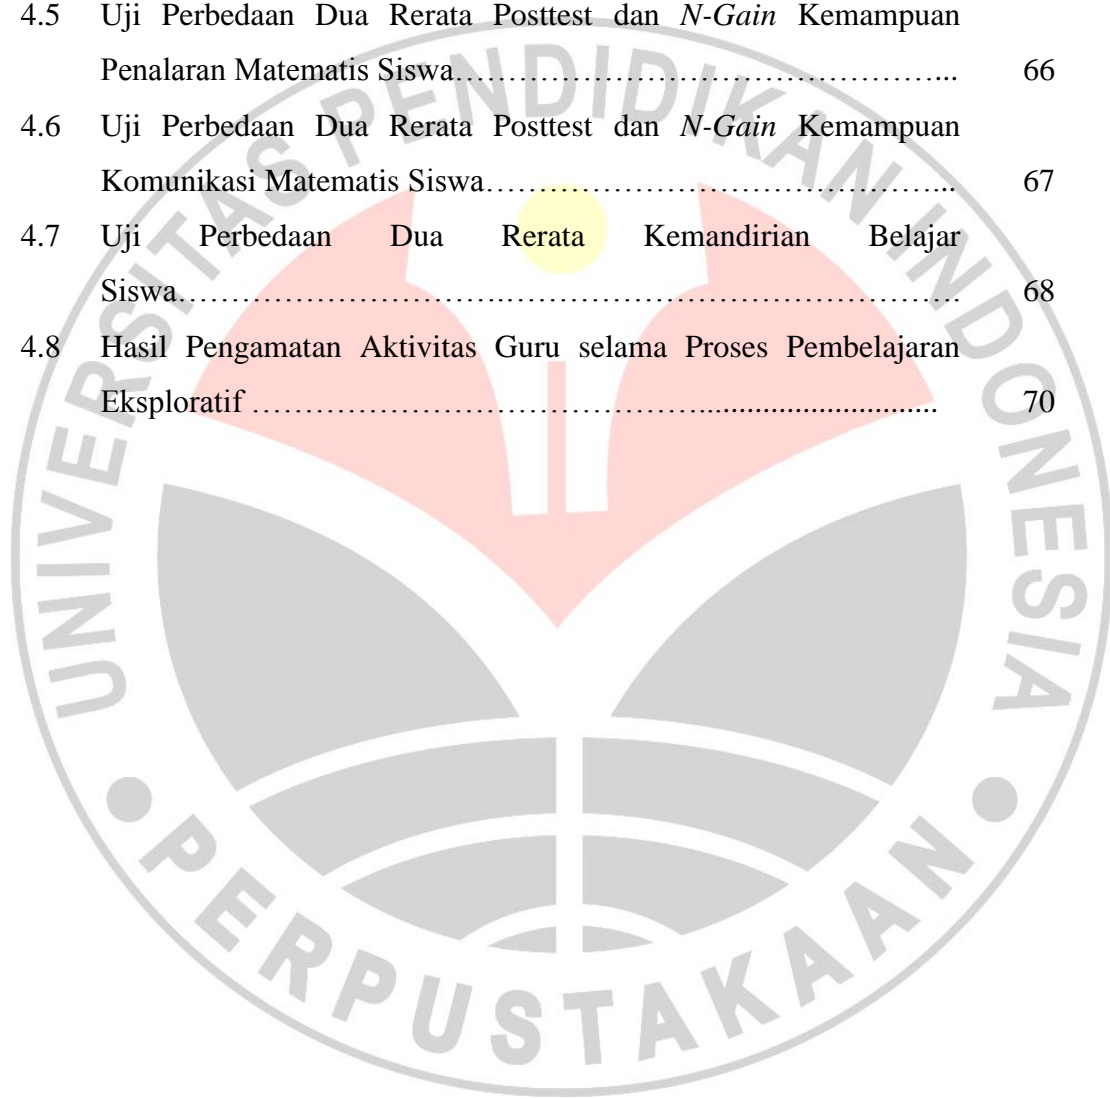 4.5 Uji Perbedaan Dua Rerata Posttest dan N-Gain Kemampuan
Penalaran Matematis Siswa……………………………………………... 66
4.6 Uji Perbedaan Dua Rerata Posttest dan N-Gain Kemampuan
Komunikasi Matematis Siswa…………………………………………... 67
4.7 Uji Perbedaan Dua Rerata Kemandirian Belajar
Siswa…………………………….……………………………………. 68
4.8 Hasil Pengamatan Aktivitas Guru selama Proses Pembelajaran
Eksploratif ……………………………………….............................. 70
UNIVERSITAS PENDIDIKAN INDONESIA
PERPUSTAKAAN